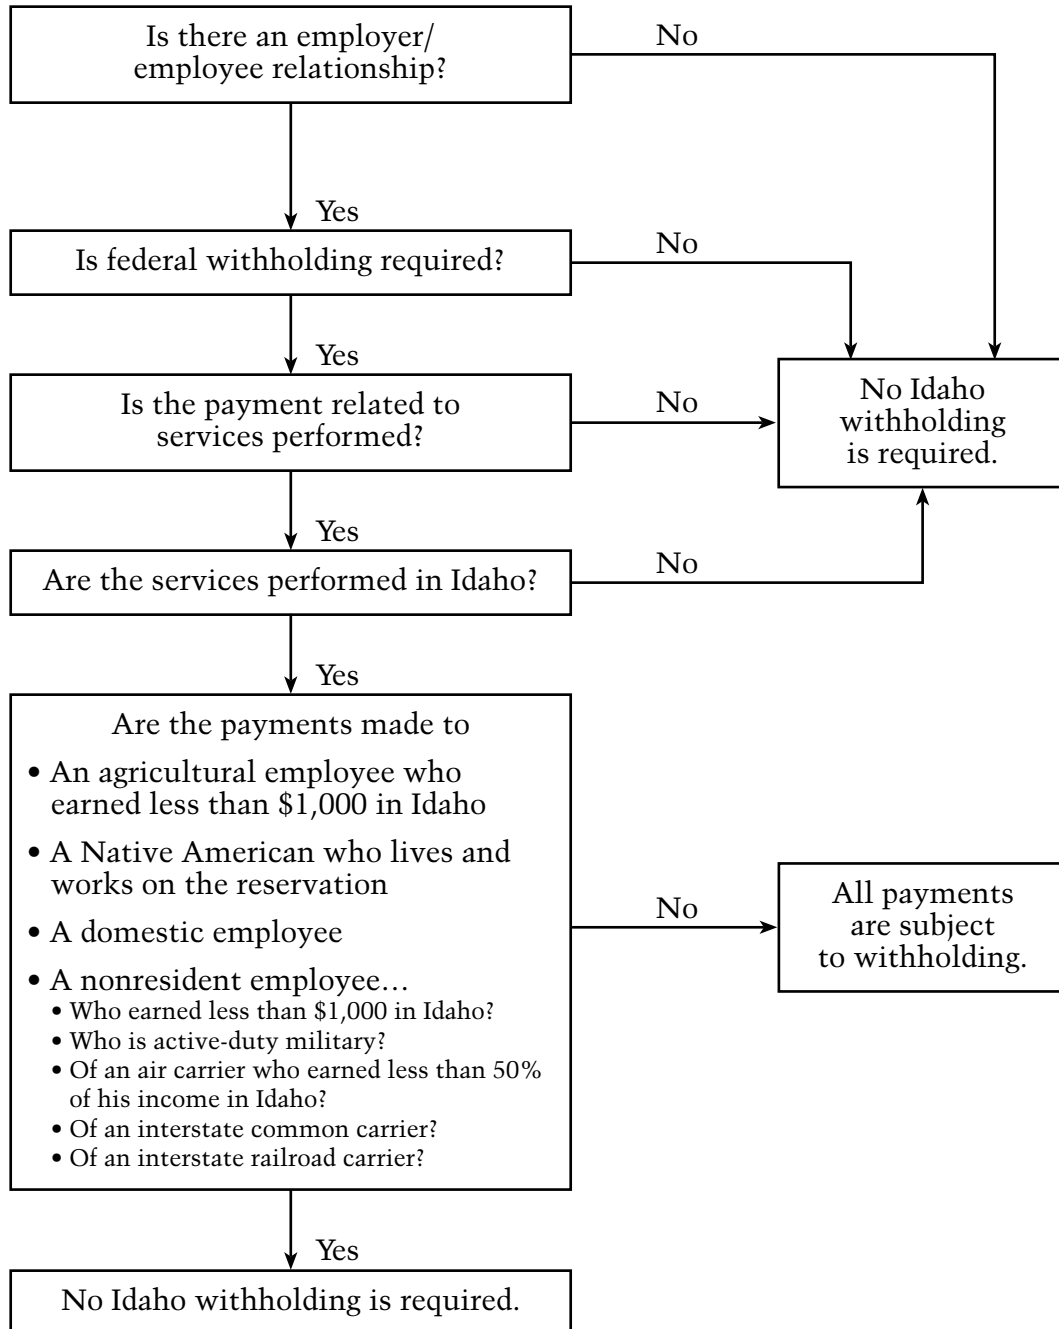 Is there an employer/
employee relationship?
No
Yes
Is federal withholding required?
No
Yes
Is the payment related to
services performed?
No
No Idaho
withholding
is required.
Yes
Are the services performed in Idaho?
No
Yes
Are the payments made to
• An agricultural employee who
earned less than $1,000 in Idaho
• A Native American who lives and
works on the reservation
• A domestic employee
• A nonresident employee…
• Who earned less than $1,000 in Idaho?
• Who is active-duty military?
• Of an air carrier who earned less than 50%
of his income in Idaho?
• Of an interstate common carrier?
• Of an interstate railroad carrier?
No
All payments
are subject
to withholding.
Yes
No Idaho withholding is required.